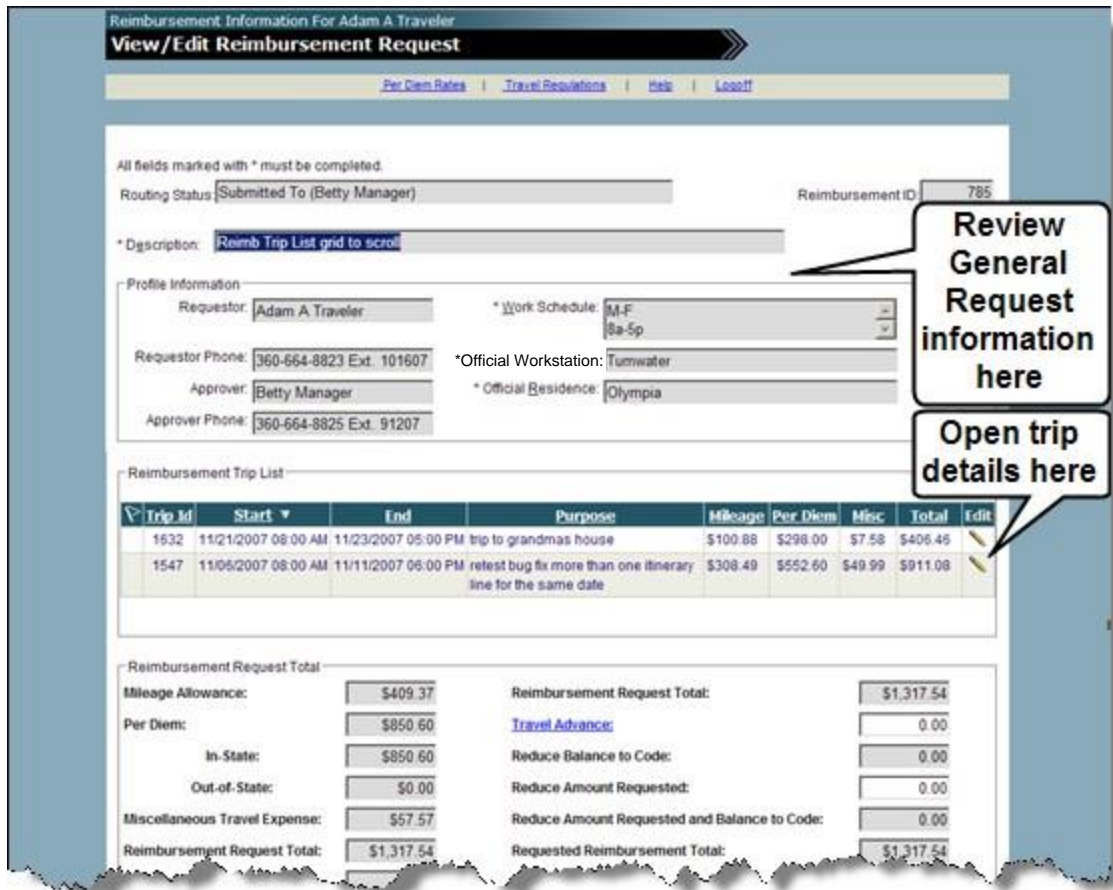 Reimbursement Information For Adam A Traveler
View/Edit Reimbursement Request
Per Diem Rates | Travel Regulations | Help | Logoff
All fields marked with * must be completed.
Routing Status: Submitted To (Betty Manager) Reimbursement ID: 785
* Description: Reimb Trip List grid to scroll
Review
General
Request
information
here
Profile Information
Requestor: Adam A Traveler * Work Schedule: M-F
8a-5p
Requestor Phone: 360-664-8823 Ext. 101607 *Official Workstation: Tumwater
Approver: Betty Manager * Official Residence: Olympia
Approver Phone: 360-664-8825 Ext. 91207
Open trip
details here
Reimbursement Trip List
Trip Id Start ▼ End Purpose Mileage Per Diem Misc Total Edit
1632 11/21/2007 08:00 AM 11/23/2007 05:00 PM trip to grandmas house $100.88 $298.00 $7.58 $406.46
1547 11/06/2007 08:00 AM 11/11/2007 06:00 PM retest bug fix more than one itinerary $308.49 $552.60 $49.99 $911.08
line for the same date
Reimbursement Request Total
Mileage Allowance: $409.37 Reimbursement Request Total: $1,317.54
Per Diem: $850.60 Travel Advance: 0.00
In-State: $850.60 Reduce Balance to Code: 0.00
Out-of-State: $0.00 Reduce Amount Requested: 0.00
Miscellaneous Travel Expense: $57.57 Reduce Amount Requested and Balance to Code: 0.00
Reimbursement Request Total: $1,317.54 Requested Reimbursement Total: $1,317.54